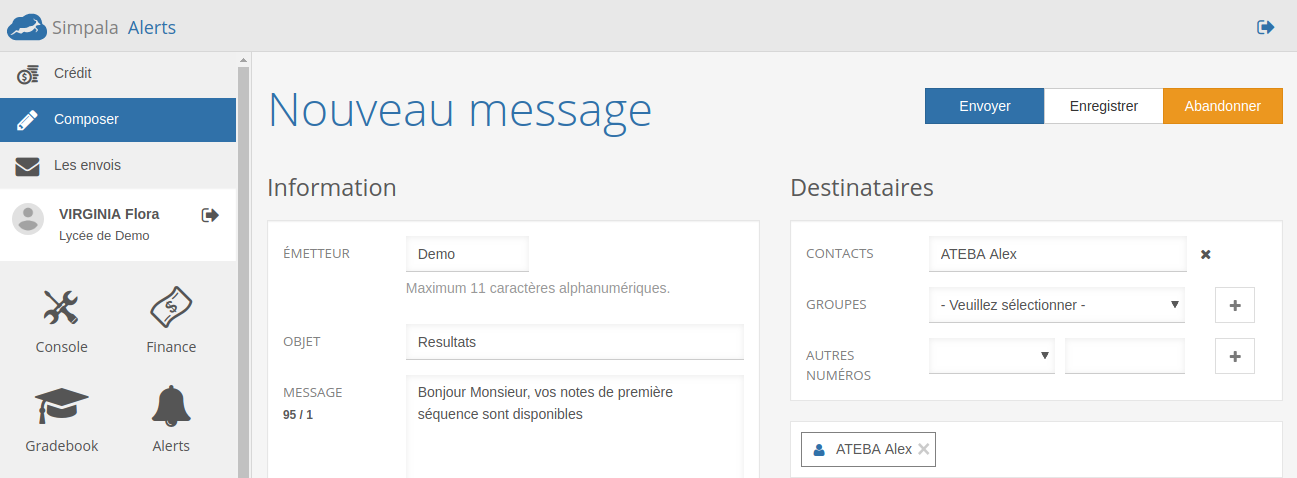 Simpala Alerts
Crédit
Composer
Les envois
VIRGINIA Flora
Lycée de Demo
Console
Finance
Gradebook
Alerts
Nouveau message
Envoyer
Enregistrer
Abandonner
Information
ÉMETTEUR
Demo
Maximum 11 caractères alphanumériques.
OBJET
Resultats
MESSAGE
95 / 1
Bonjour Monsieur, vos notes de première
séquence sont disponibles
Destinataires
CONTACTS
ATEBA Alex
GROUPES
- Veuillez sélectionner -
AUTRES
NUMÉROS
ATEBA Alex